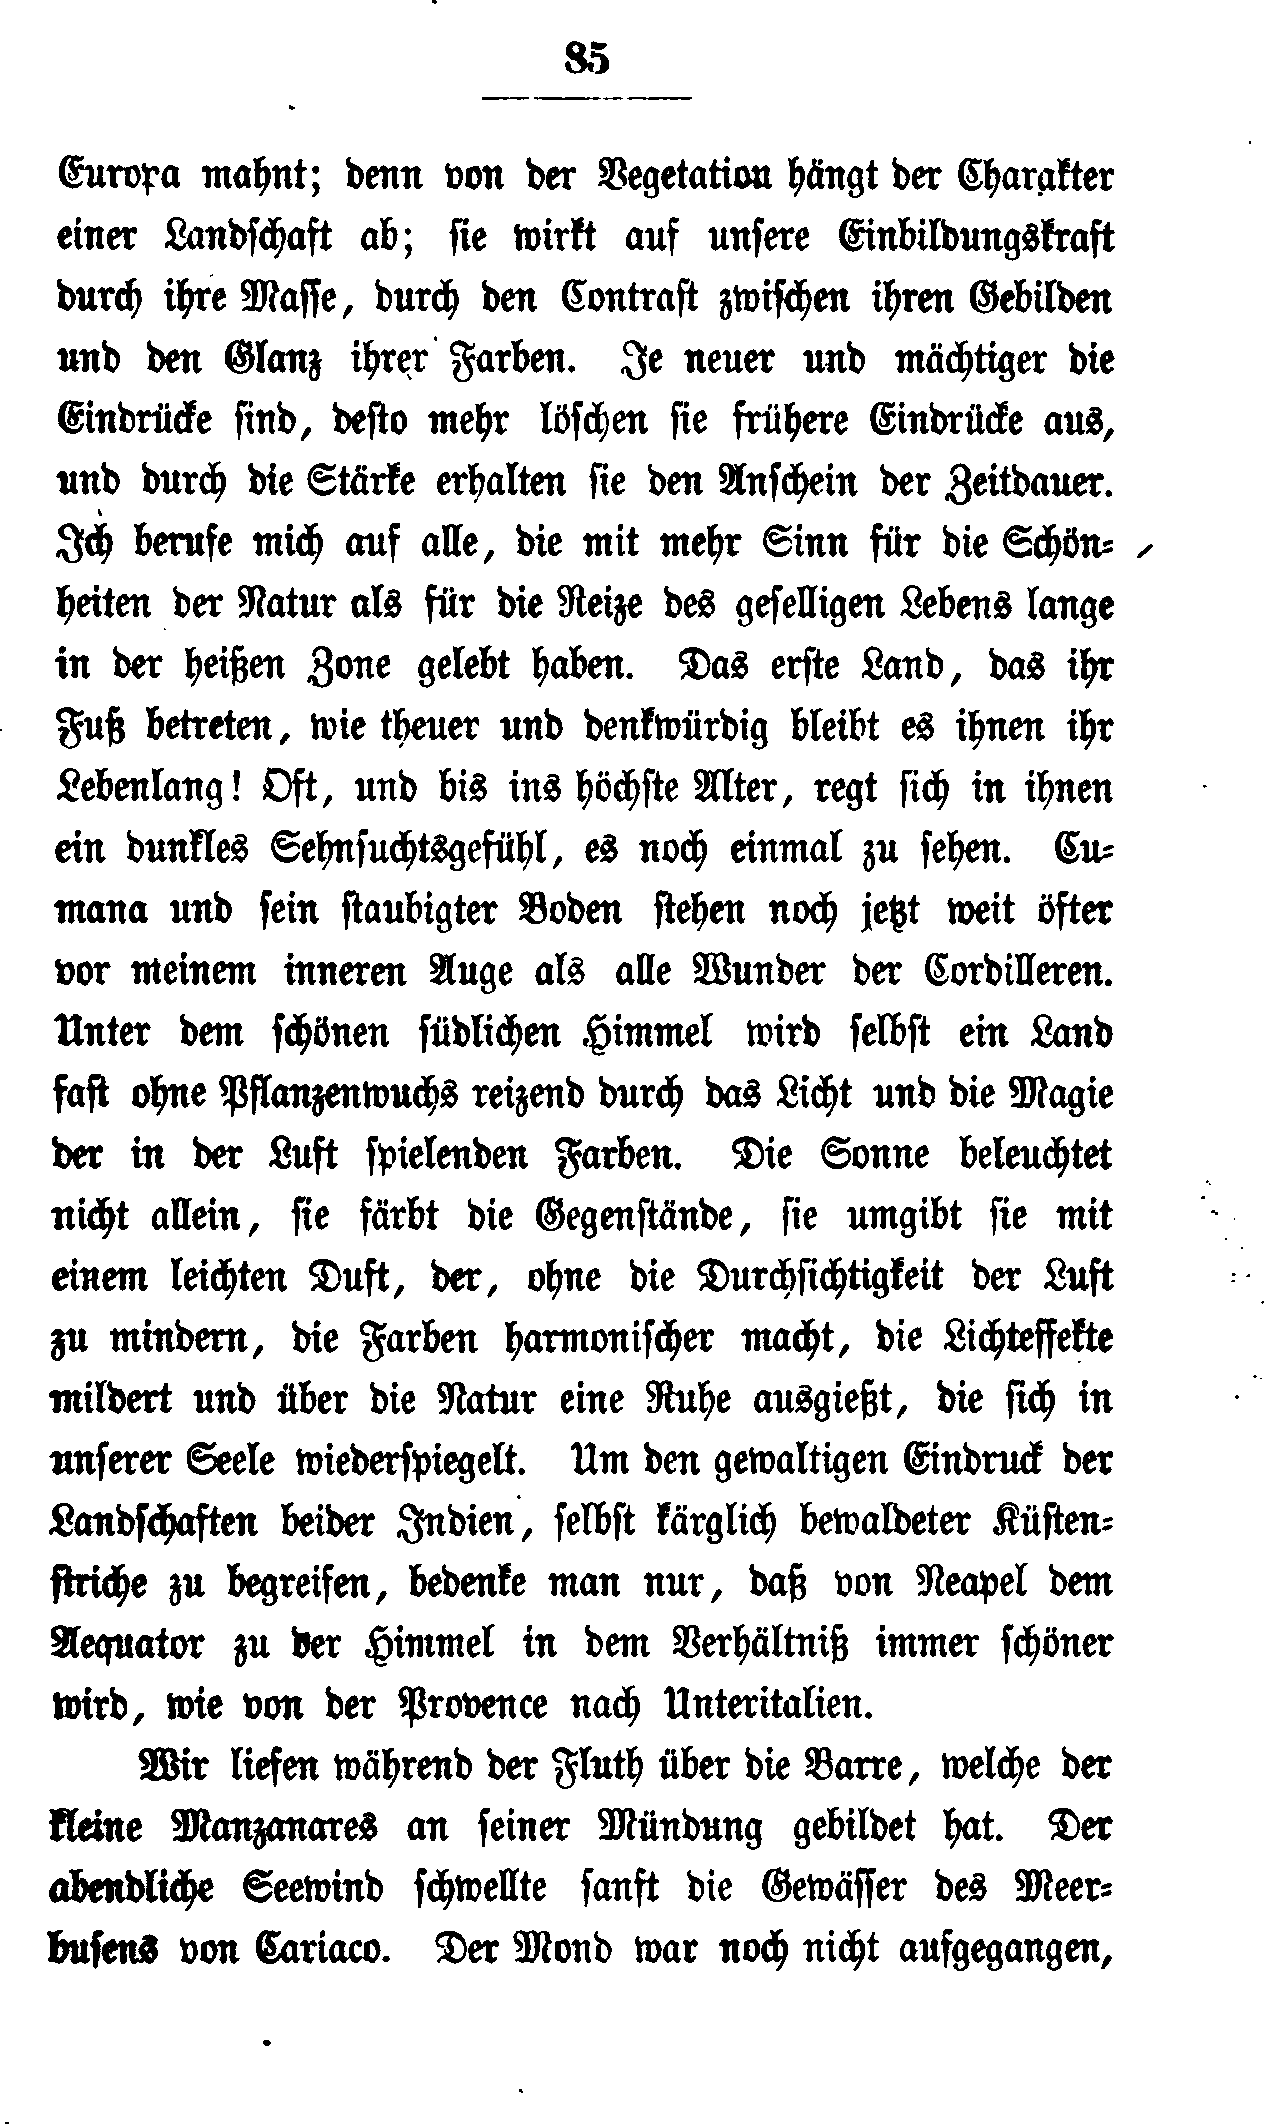 85
Europa mahnt; denn von der Vegetation hängt der Charakter
einer Landschaft ab; sie wirkt auf unsere Einbildungskraft
durch ihre Masse, durch den Contrast zwischen ihren Gebilden
und den Glanz ihrer Farben. Je neuer und mächtiger die
Eindrücke sind, desto mehr löschen sie frühere Eindrücke aus,
und durch die Stärke erhalten sie den Anschein der Zeitdauer.
Ich berufe mich auf alle, die mit mehr Sinn für die Schön-
heiten der Natur als für die Reize des geselligen Lebens lange
in der heißen Zone gelebt haben. Das erste Land, das ihr
Fuß betreten, wie theuer und denkwürdig bleibt es ihnen ihr
Lebenlang! Oft, und bis ins höchste Alter, regt sich in ihnen
ein dunkles Sehnsuchtsgefühl, es noch einmal zu sehen. Cu-
mana und sein staubigter Boden stehen noch jetzt weit öfter
vor meinem inneren Auge als alle Wunder der Cordilleren.
Unter dem schönen südlichen Himmel wird selbst ein Land
fast ohne Pflanzenwuchs reizend durch das Licht und die Magie
der in der Luft spielenden Farben. Die Sonne beleuchtet
nicht allein, sie färbt die Gegenstände, sie umgibt sie mit
einem leichten Duft, der, ohne die Durchsichtigkeit der Luft
zu mindern, die Farben harmonischer macht, die Lichteffekte
mildert und über die Natur eine Ruhe ausgießt, die sich in
unserer Seele wiederspiegelt. Um den gewaltigen Eindruck der
Landschaften beider Indien, selbst kärglich bewaldeter Küsten-
striche zu begreifen, bedenke man nur, daß von Neapel dem
Aequator zu der Himmel in dem Verhältniß immer schöner
wird, wie von der Provence nach Unteritalien.
Wir liefen während der Fluth über die Barre, welche der
kleine Manzanares an seiner Mündung gebildet hat. Der
abendliche Seewind schwellte sanft die Gewässer des Meer-
busens von Cariaco. Der Mond war noch nicht aufgegangen,